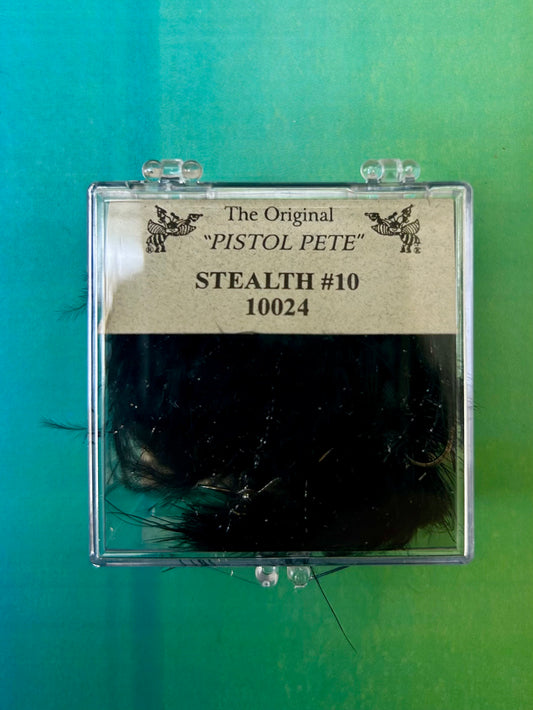 The Original
"PISTOL PETE"
STEALTH #10
10024